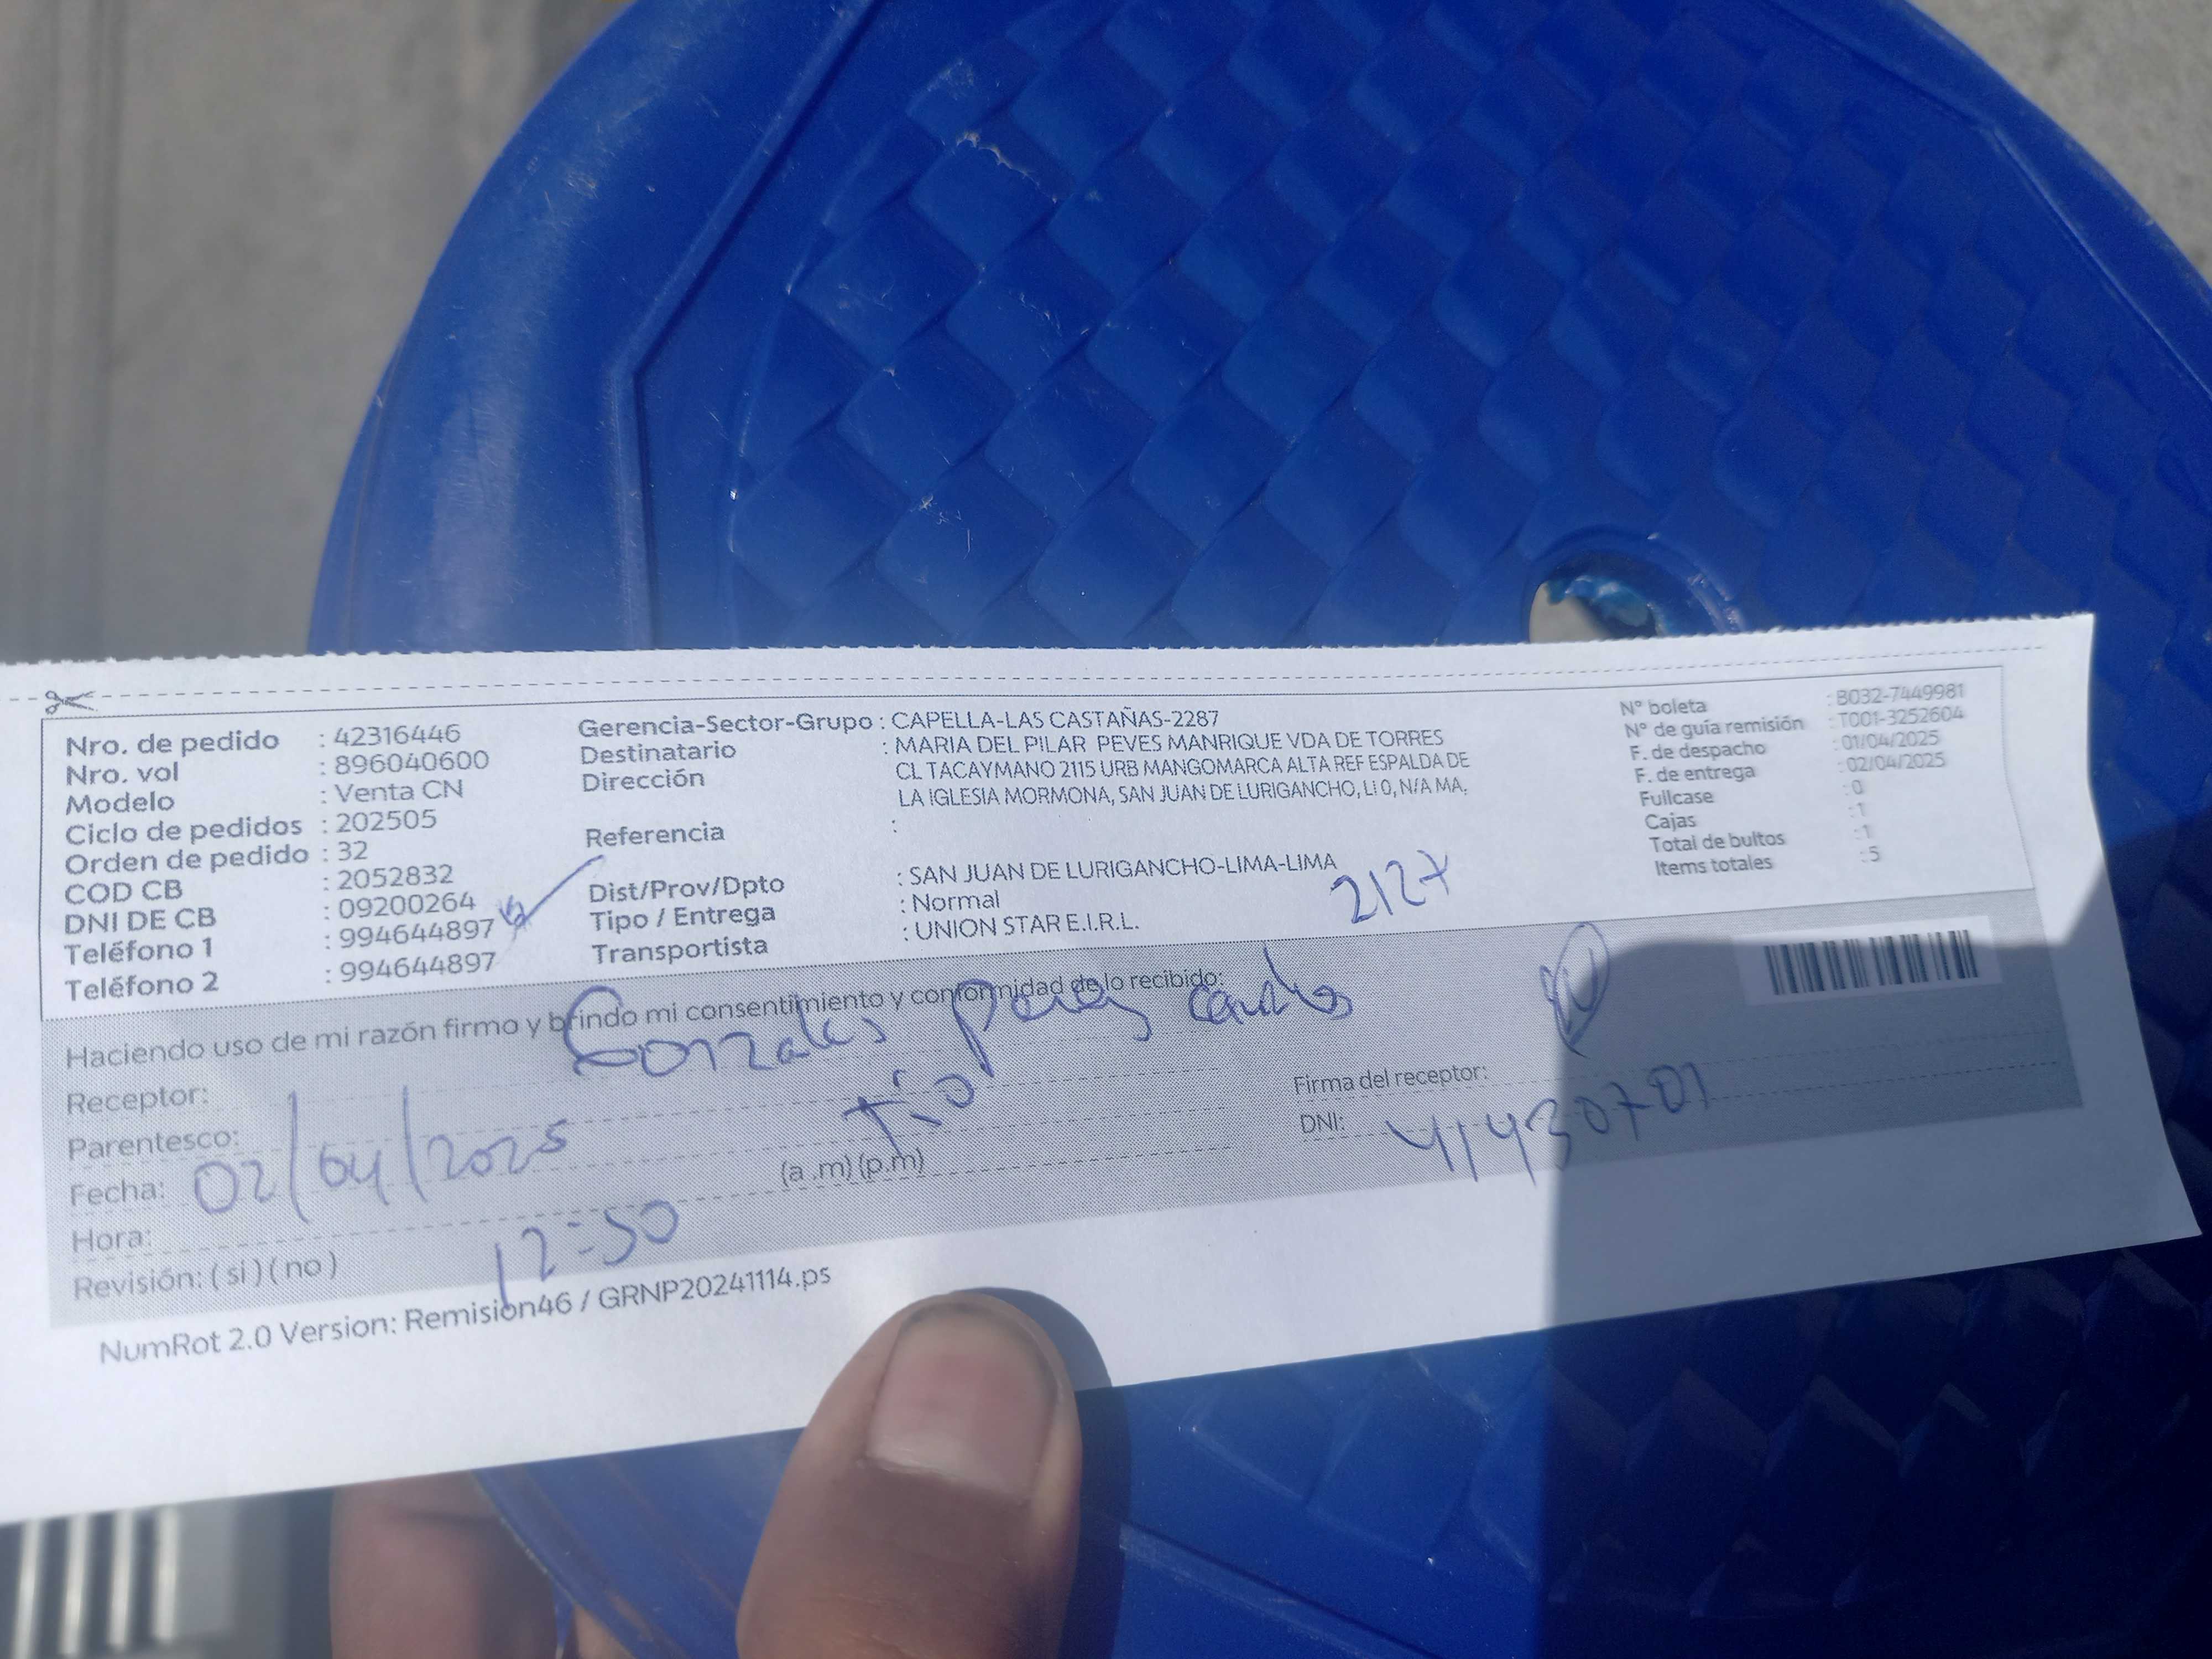 Nro. de pedido : 42316446
Nro. vol : 896040600
Modelo : Venta CN
Ciclo de pedidos : 202505
Orden de pedido : 32
COD CB : 2052832
DNI DE CB : 09200264
Teléfono 1 : 994644897
Teléfono 2 : 994644897
Gerencia-Sector-Grupo : CAPELLA-LAS CASTAÑAS-2287
Destinatario : MARIA DEL PILAR PEVES MANRIQUE VDA DE TORRES
Dirección CL TACAYMANO 2115 URB MANGOMARCA ALTA REF ESPALDA DE
LA IGLESIA MORMONA, SAN JUAN DE LURIGANCHO, LI 0, N/A MA,
Referencia :
Dist/Prov/Dpto : SAN JUAN DE LURIGANCHO-LIMA-LIMA
Tipo / Entrega : Normal
Transportista : UNION STAR E.I.R.L.
2127
N° boleta : B032-7449981
N° de guía remisión : T001-3252604
F. de despacho : 01/04/2025
F. de entrega : 02/04/2025
Fullcase : 0
Cajas : 1
Total de bultos : 1
Items totales : 5
Haciendo uso de mi razón firmo y brindo mi consentimiento y conformidad de lo recibido:
Receptor: Gonzales Carlos
Parentesco: tio
Fecha: 02/04/2025
Hora: 12:50 (a .m) (p.m)
Revisión: ( si ) ( no )
Firma del receptor:
DNI: 41430707
NumRot 2.0 Version: Remision46 / GRNP20241114.ps